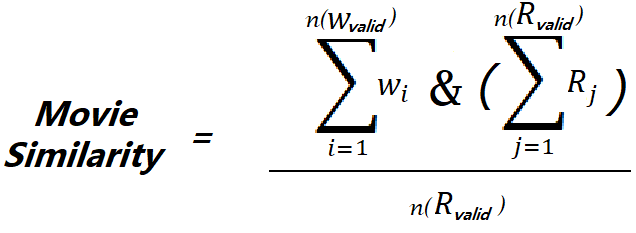 n(W_valid) n(R_valid)
Movie Similarity = ∑ w_i & ( ∑ R_j )
i=1 j=1
n(R_valid)